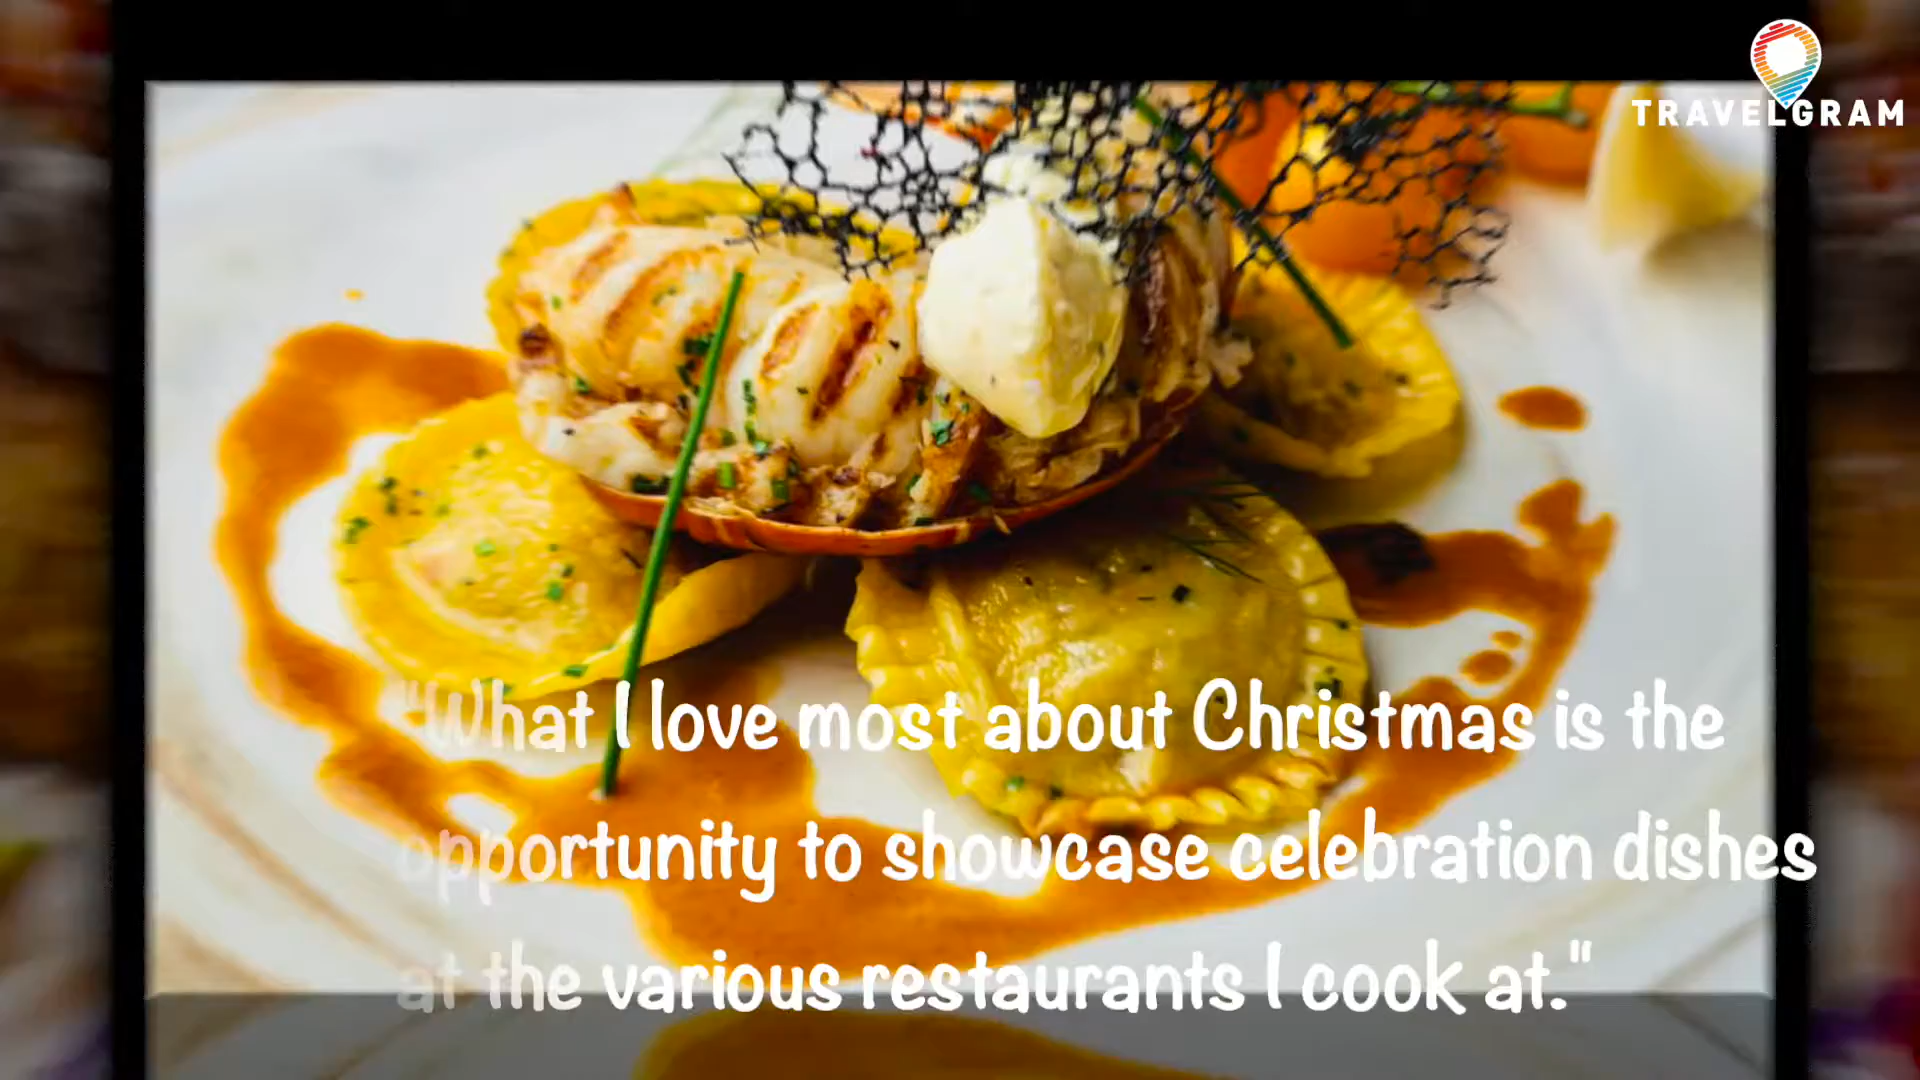 TRAVELGRAM
"What I love most about Christmas is the
opportunity to showcase celebration dishes
at the various restaurants I cook at."